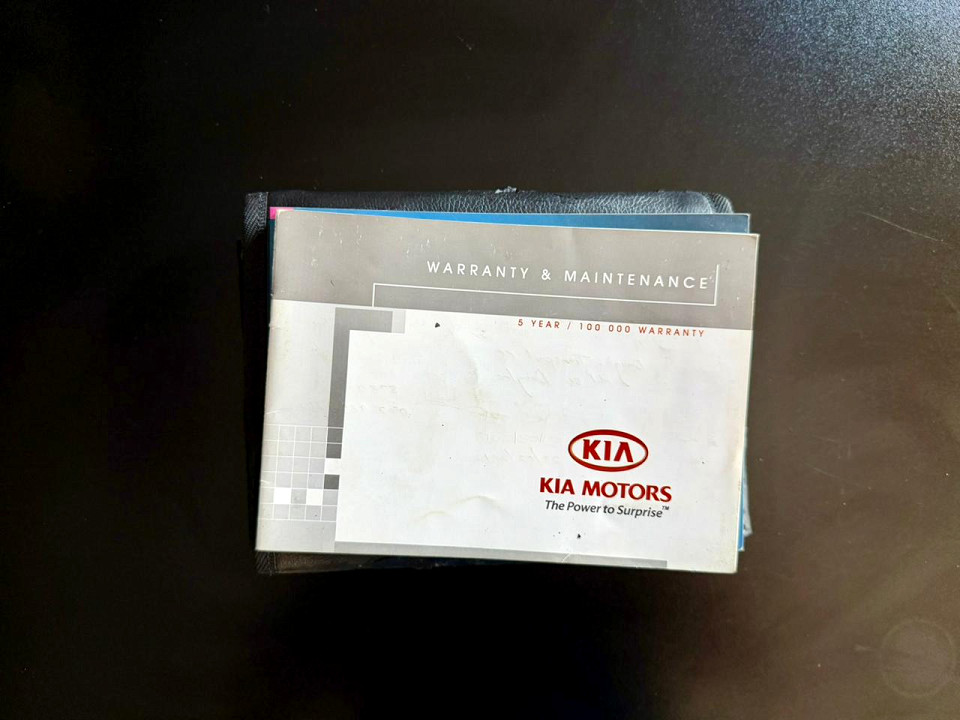 WARRANTY & MAINTENANCE
5 YEAR / 100 000 WARRANTY
KIA
KIA MOTORS
The Power to Surprise™